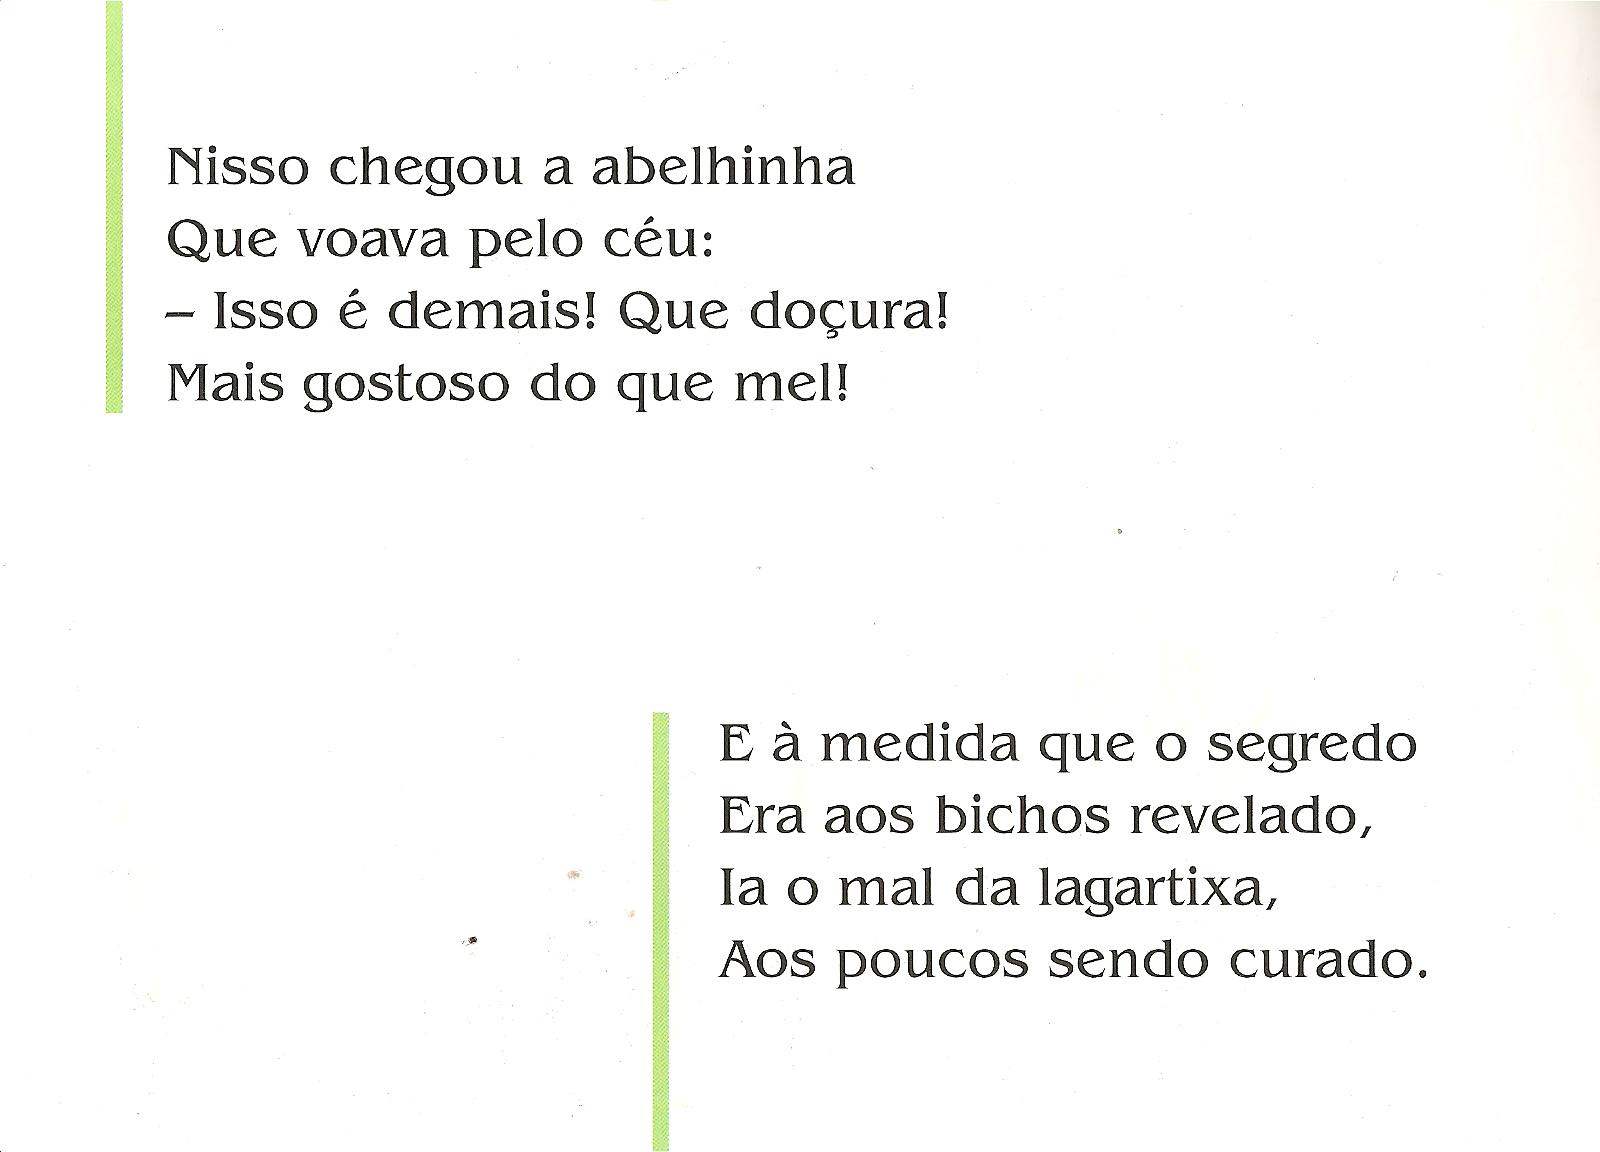 Nisso chegou a abelhinha
Que voava pelo céu:
– Isso é demais! Que doçura!
Mais gostoso do que mel!
E à medida que o segredo
Era aos bichos revelado,
Ia o mal da lagartixa,
Aos poucos sendo curado.